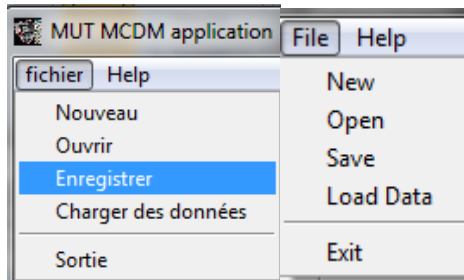 MUT MCDM application
fichier Help
Nouveau
Ouvrir
Enregistrer
Charger des données
Sortie
File Help
New
Open
Save
Load Data
Exit